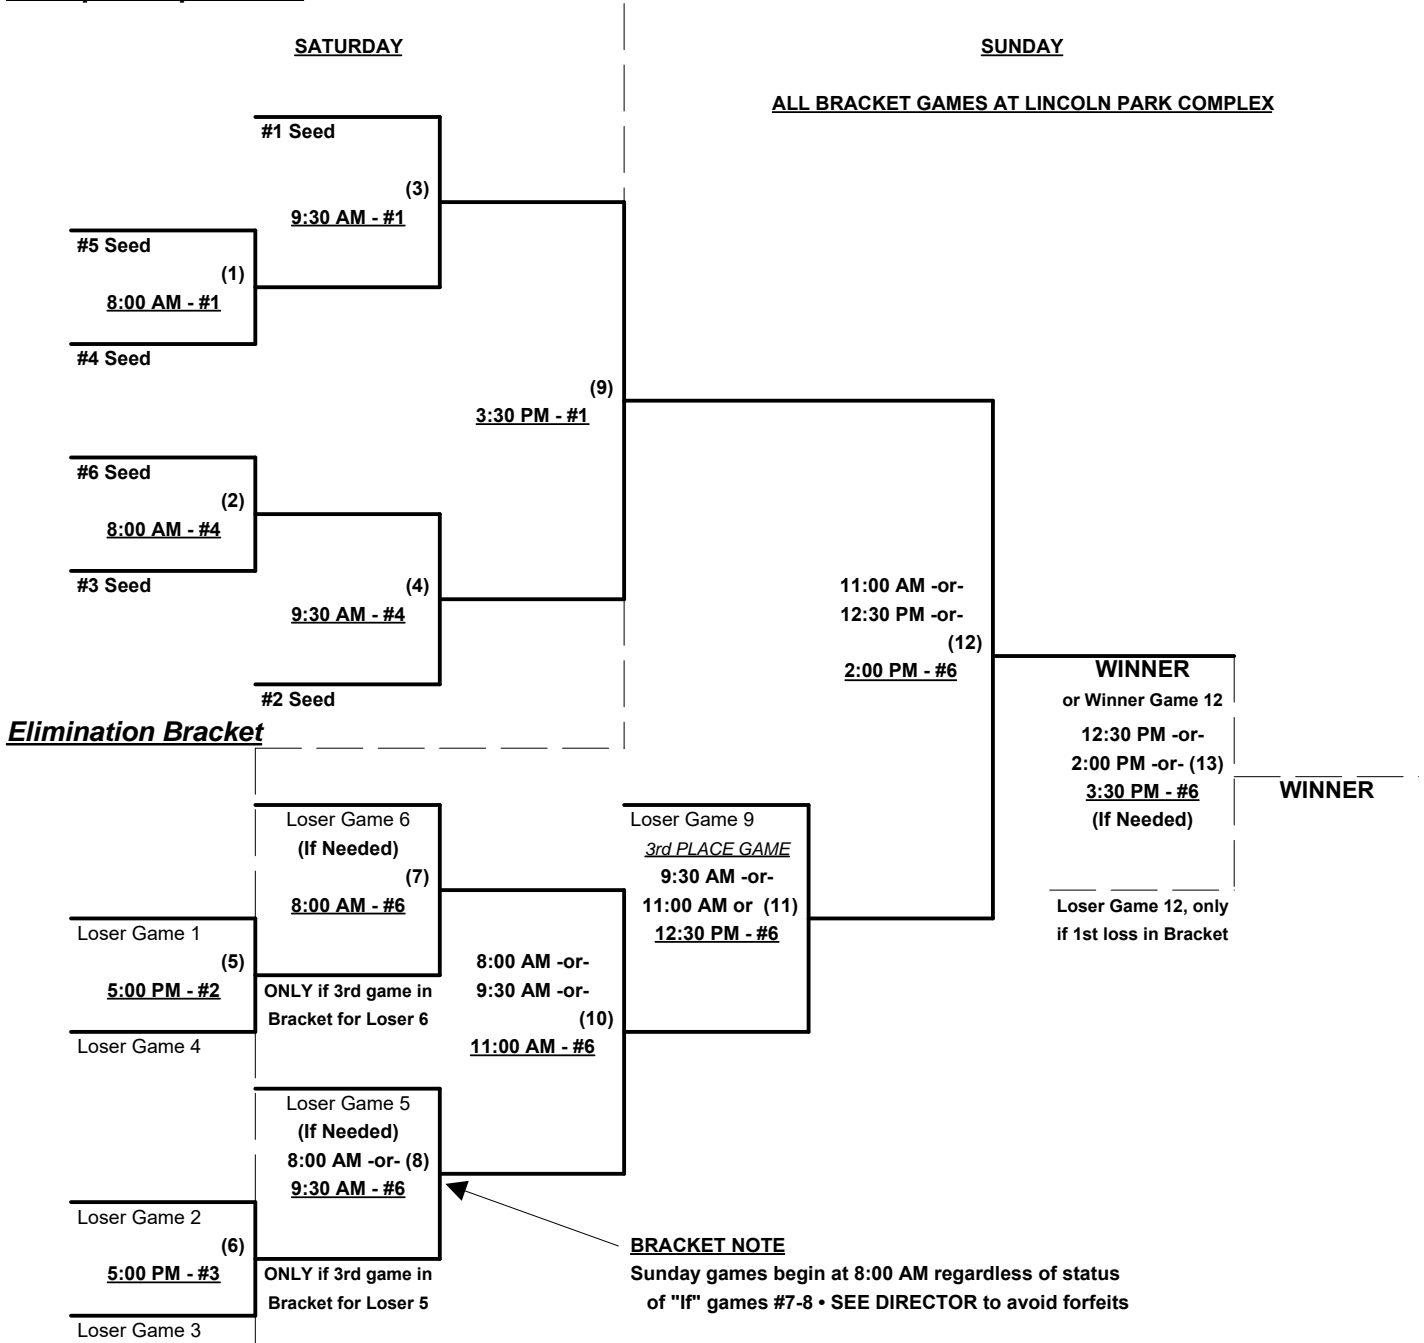 SATURDAY
SUNDAY
ALL BRACKET GAMES AT LINCOLN PARK COMPLEX
#1 Seed
(3)
9:30 AM - #1
#5 Seed
(1)
8:00 AM - #1
#4 Seed
(9)
3:30 PM - #1
#6 Seed
(2)
8:00 AM - #4
#3 Seed
(4)
9:30 AM - #4
#2 Seed
11:00 AM -or-
12:30 PM -or-
(12)
2:00 PM - #6
WINNER
or Winner Game 12
12:30 PM -or-
2:00 PM -or- (13)
3:30 PM - #6
(If Needed)
WINNER
Loser Game 12, only
if 1st loss in Bracket
Elimination Bracket
Loser Game 6
(If Needed)
(7)
8:00 AM - #6
ONLY if 3rd game in
Bracket for Loser 6
Loser Game 1
(5)
5:00 PM - #2
Loser Game 4
Loser Game 9
3rd PLACE GAME
9:30 AM -or-
11:00 AM or (11)
12:30 PM - #6
8:00 AM -or-
9:30 AM -or-
(10)
11:00 AM - #6
Loser Game 5
(If Needed)
8:00 AM -or- (8)
9:30 AM - #6
ONLY if 3rd game in
Bracket for Loser 5
Loser Game 2
(6)
5:00 PM - #3
Loser Game 3
BRACKET NOTE
Sunday games begin at 8:00 AM regardless of status
of "If" games #7-8 • SEE DIRECTOR to avoid forfeits